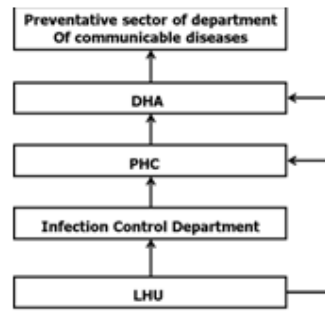 Preventative sector of department
Of communicable diseases
DHA
PHC
Infection Control Department
LHU